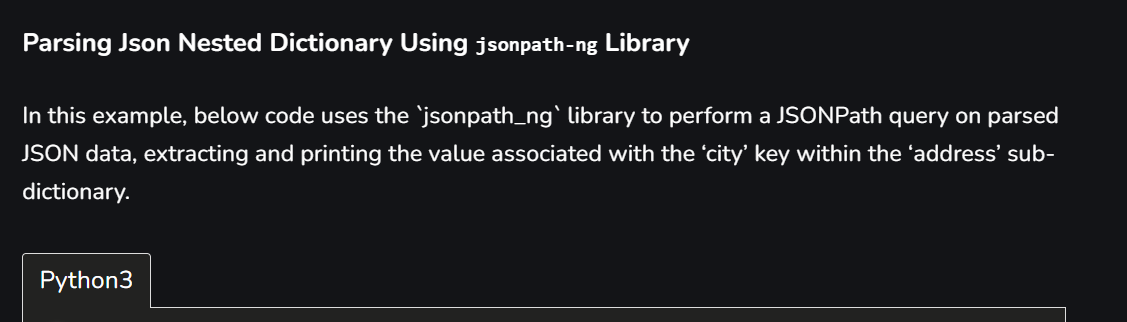 Parsing Json Nested Dictionary Using jsonpath-ng Library
In this example, below code uses the `jsonpath_ng` library to perform a JSONPath query on parsed
JSON data, extracting and printing the value associated with the ‘city’ key within the ‘address’ sub-
dictionary.
Python3